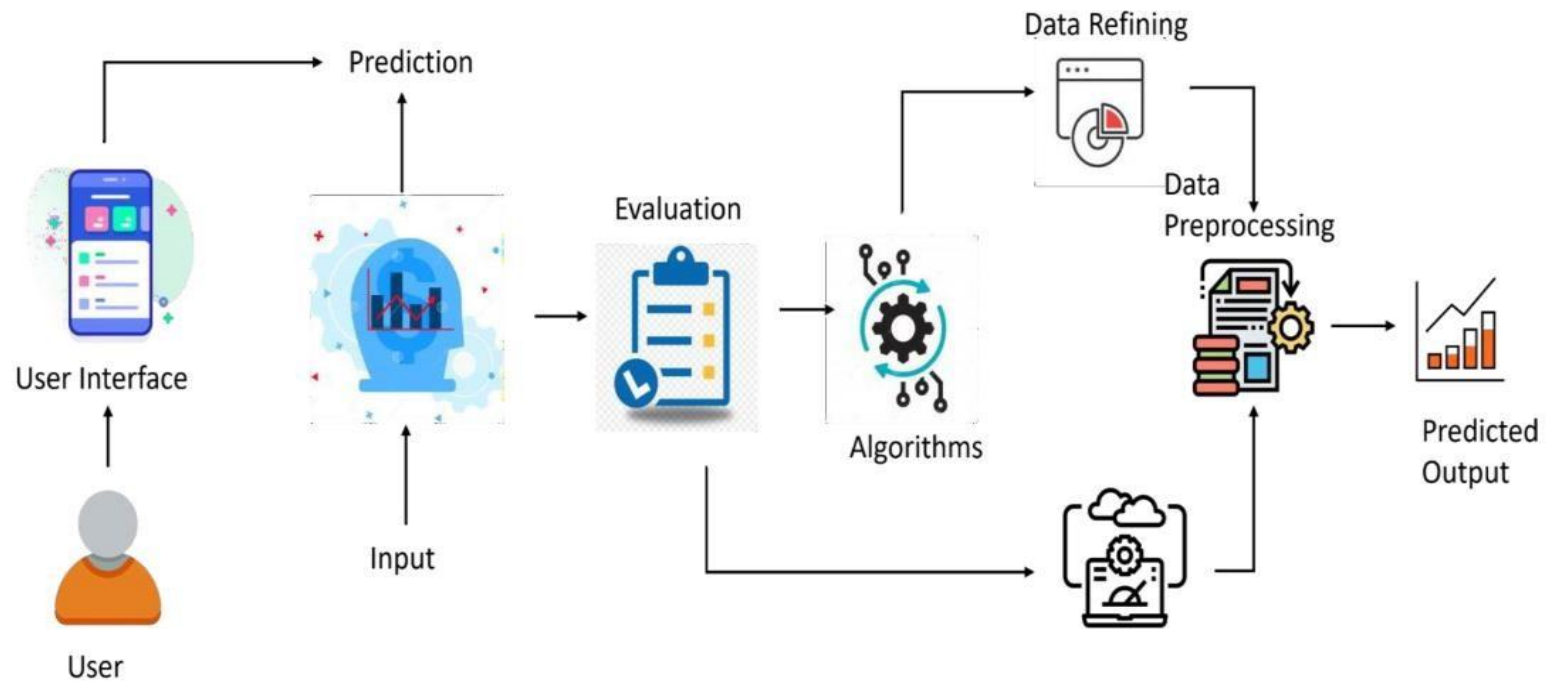 Data Refining
Prediction
Data
Preprocessing
Evaluation
User Interface
Algorithms
Predicted
Output
Input
User